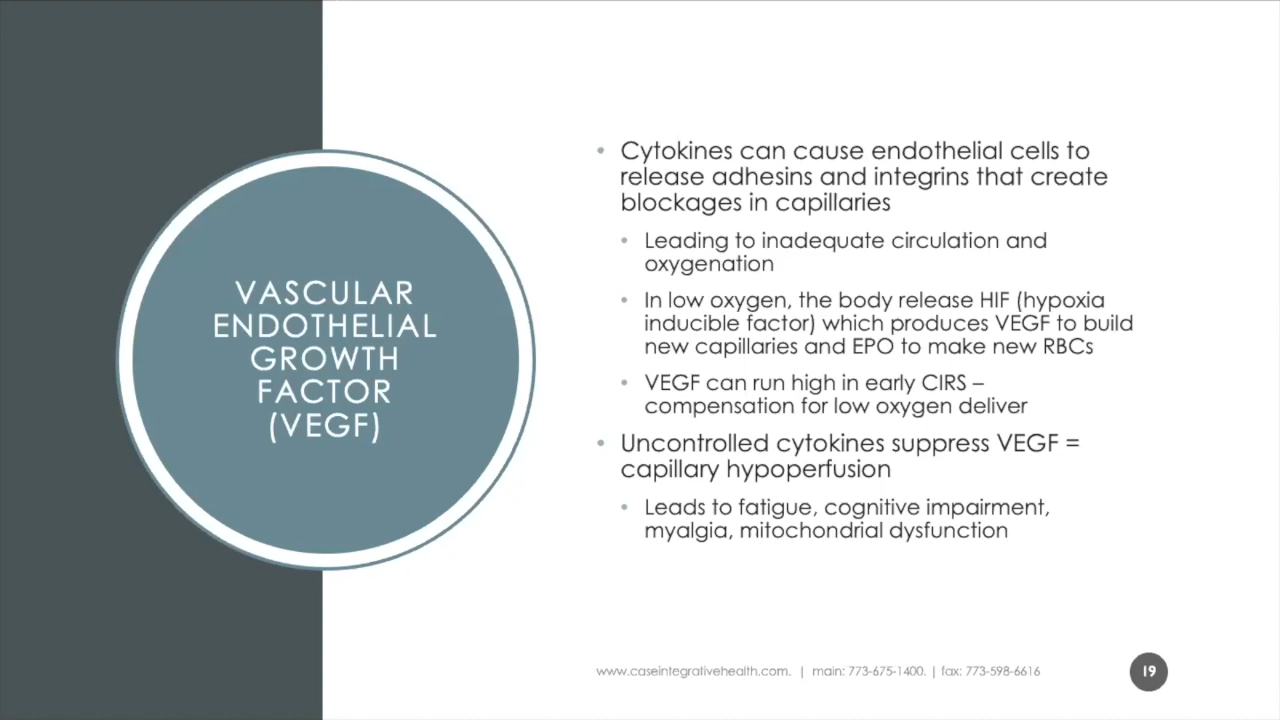 VASCULAR
ENDOTHELIAL
GROWTH
FACTOR
(VEGF)
• Cytokines can cause endothelial cells to
release adhesins and integrins that create
blockages in capillaries
• Leading to inadequate circulation and
oxygenation
• In low oxygen, the body release HIF (hypoxia
inducible factor) which produces VEGF to build
new capillaries and EPO to make new RBCs
• VEGF can run high in early CIRS –
compensation for low oxygen deliver
• Uncontrolled cytokines suppress VEGF =
capillary hypoperfusion
• Leads to fatigue, cognitive impairment,
myalgia, mitochondrial dysfunction
www.caseintegrativehealth.com. | main: 773-675-1400. | fax: 773-598-6616
19